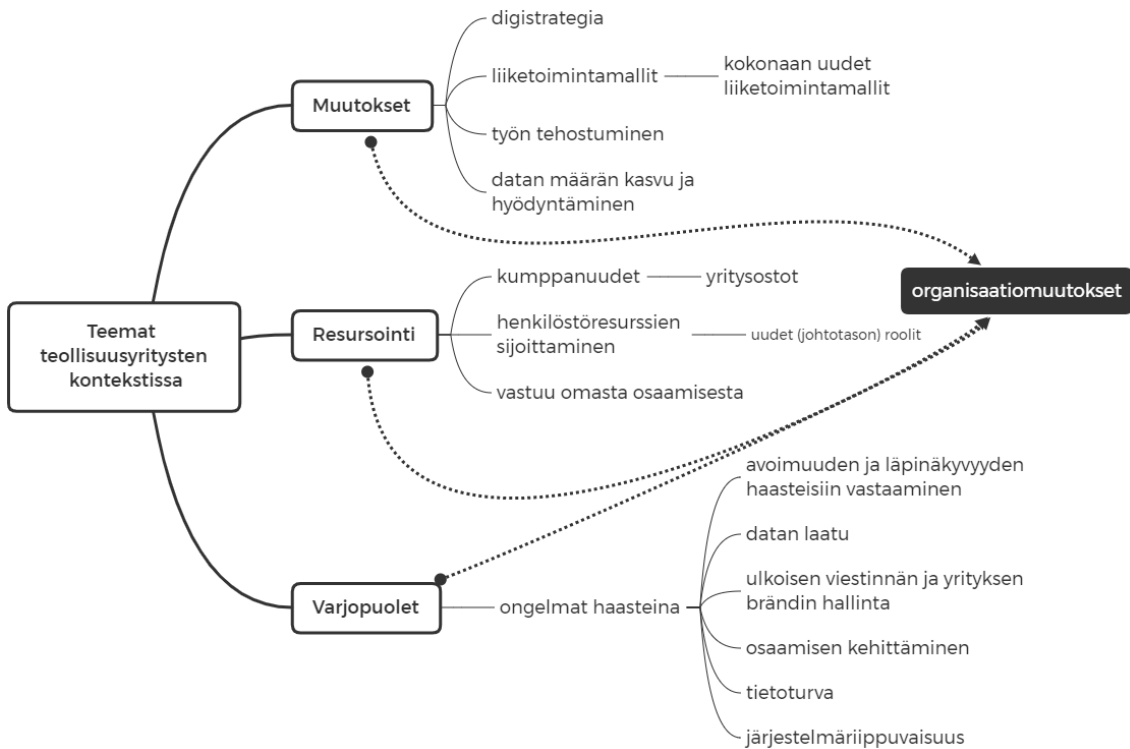 Teemat
teollisuusyritysten
kontekstissa
Muutokset
digistrategia
liiketoimintamallit
kokonaan uudet
liiketoimintamallit
työn tehostuminen
datan määrän kasvu ja
hyödyntäminen
organisaatiomuutokset
Resursointi
kumppanuudet
yritysostot
henkilöstöresurssien
sijoittaminen
uudet (johtotason) roolit
vastuu omasta osaamisesta
Varjopuolet
ongelmat haasteina
avoimuuden ja läpinäkyvyyden
haasteisiin vastaaminen
datan laatu
ulkoisen viestinnän ja yrityksen
brändin hallinta
osaamisen kehittäminen
tietoturva
järjestelmäriippuvaisuus